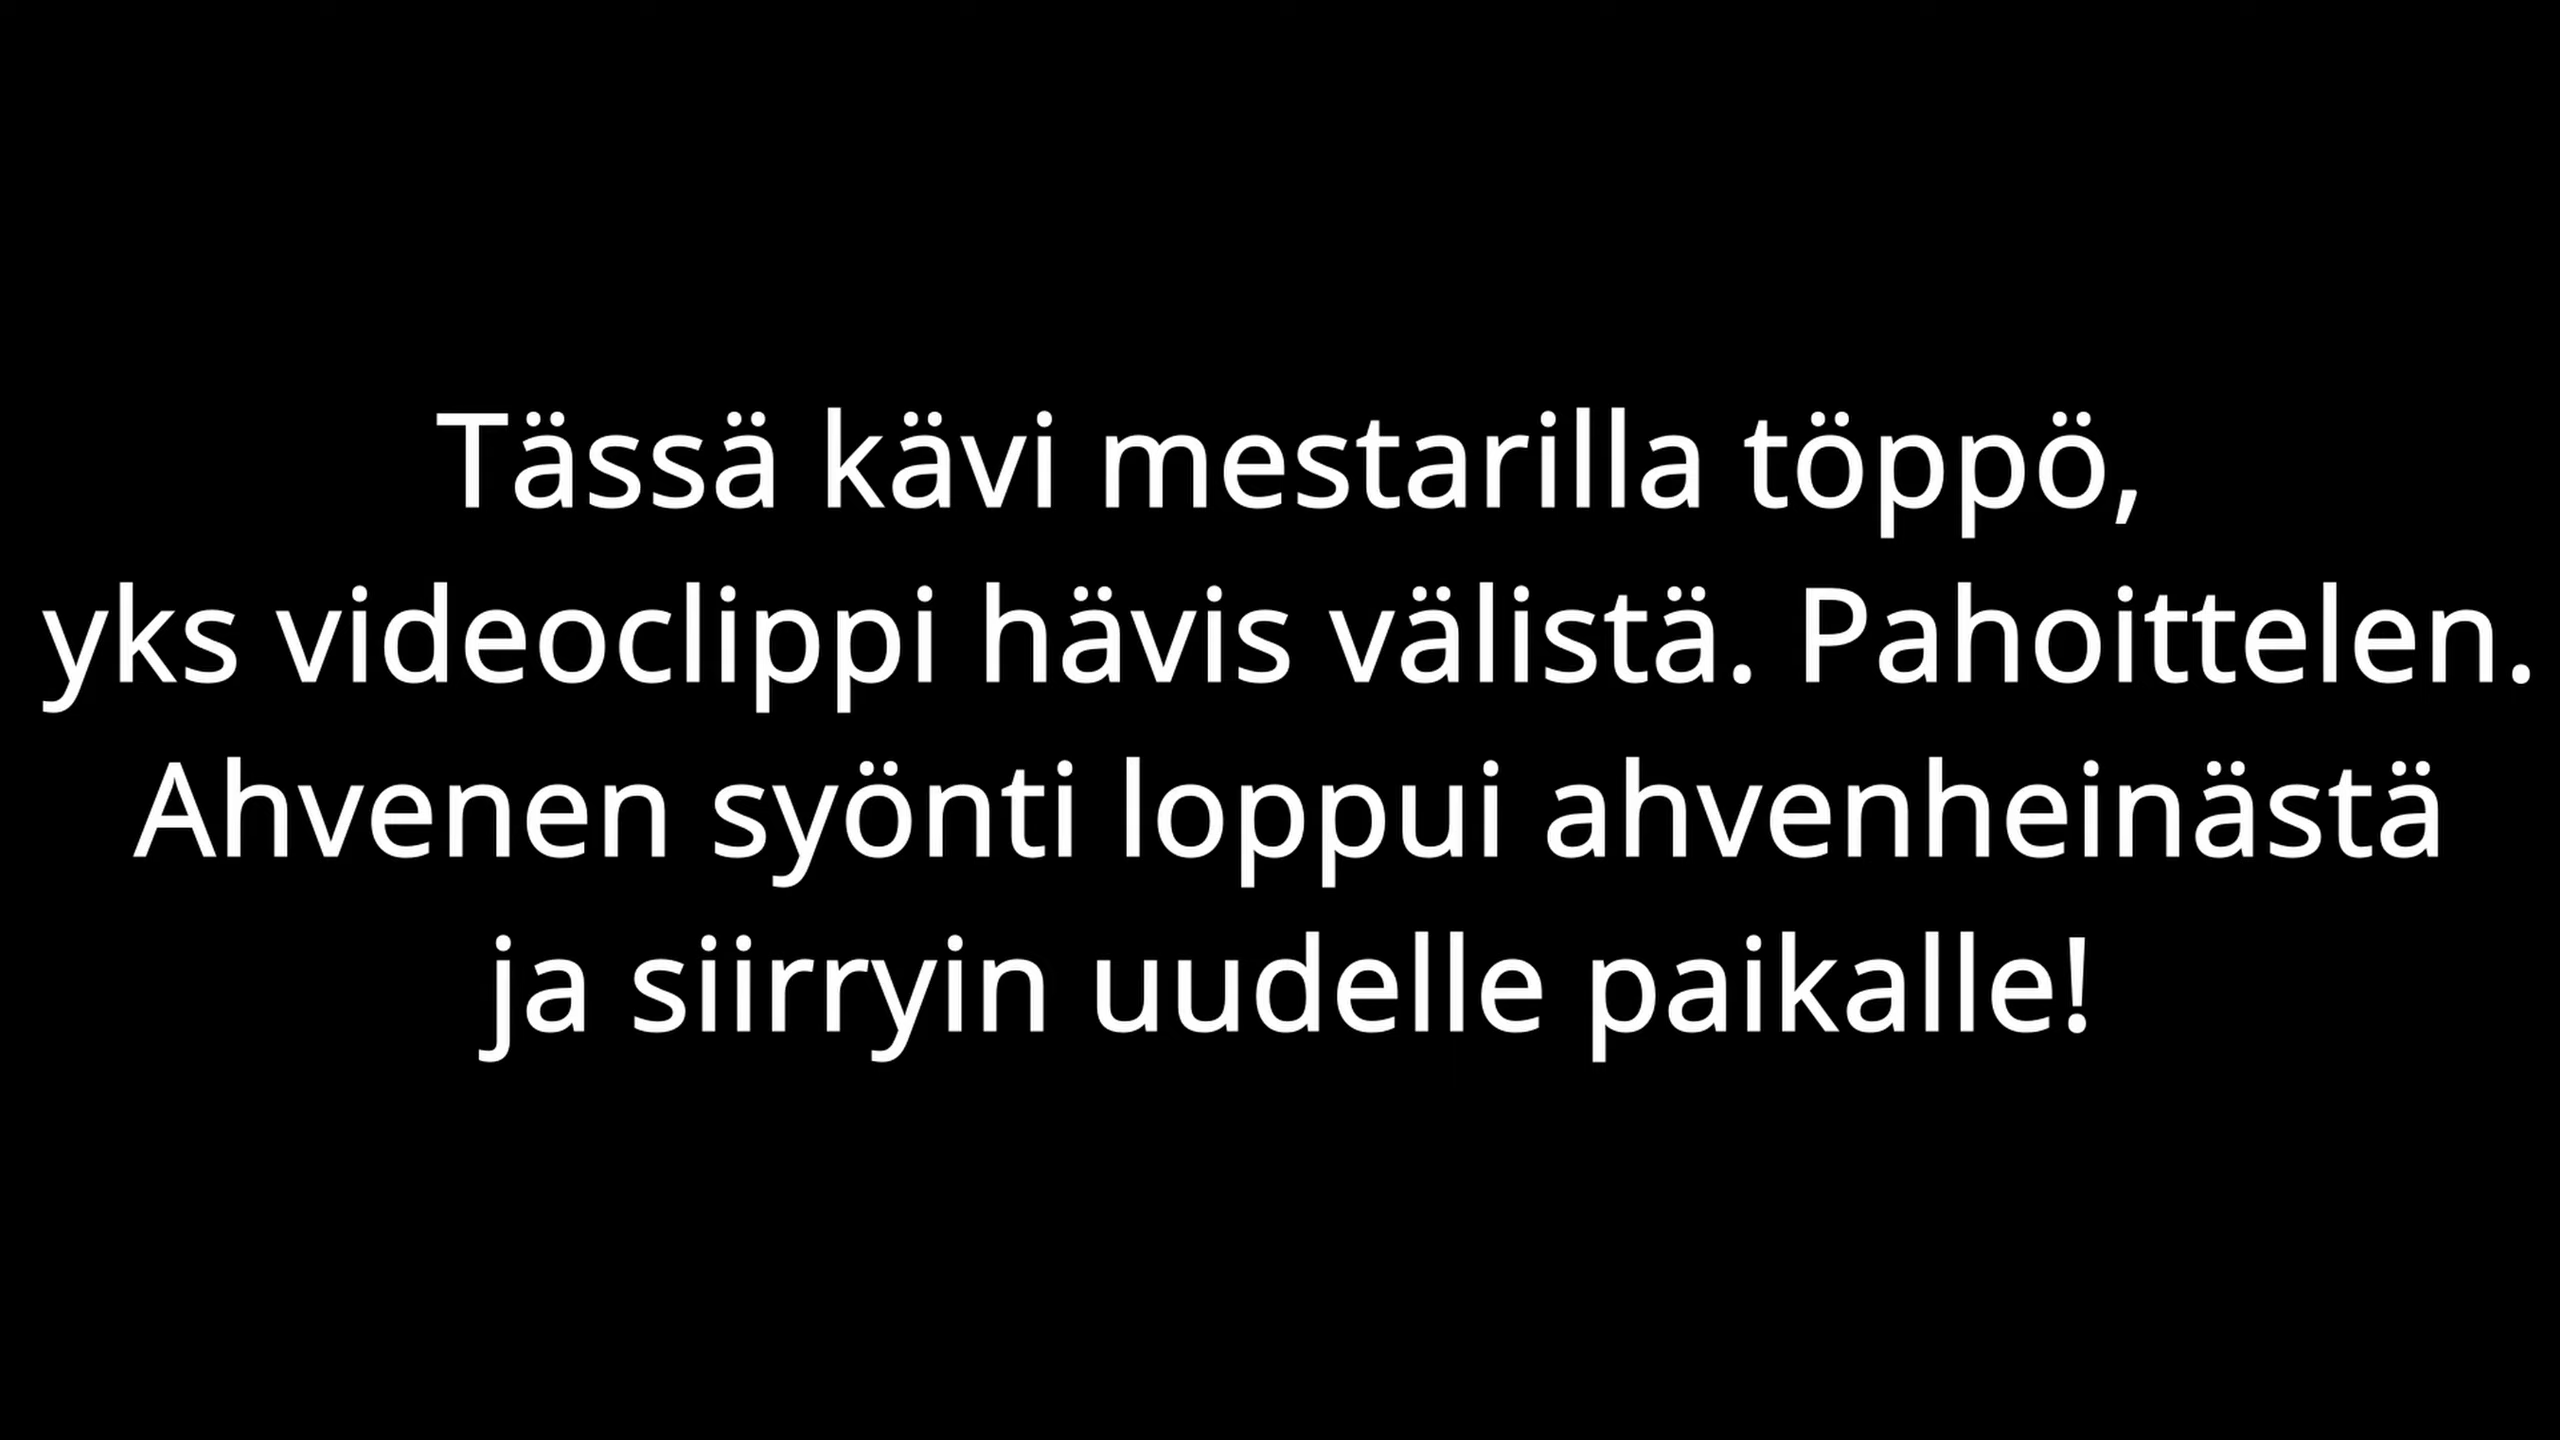 Tässä kävi mestarilla töppö,
yks videoclippi hävis välistä. Pahoittelen.
Ahvenen syönti loppui ahvenheinästä
ja siirryin uudelle paikalle!